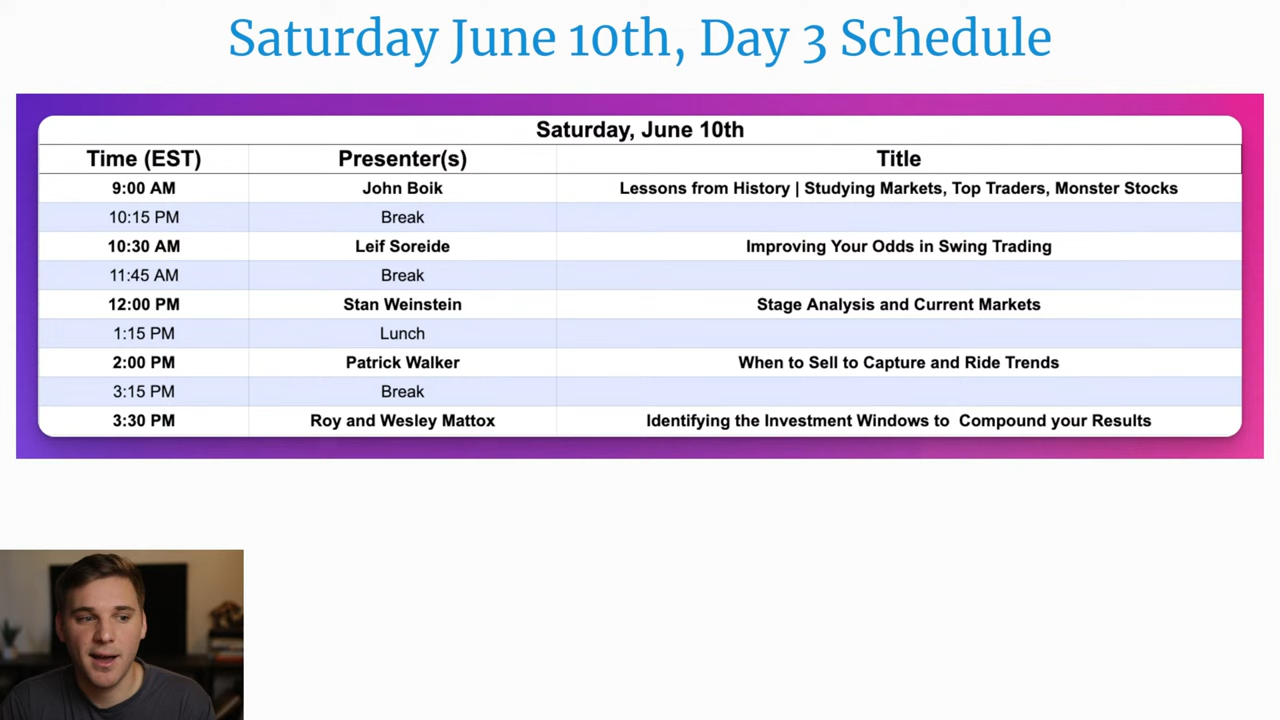 Saturday June 10th, Day 3 Schedule
Saturday, June 10th
Time (EST) Presenter(s) Title
9:00 AM John Boik Lessons from History | Studying Markets, Top Traders, Monster Stocks
10:15 PM Break
10:30 AM Leif Soreide Improving Your Odds in Swing Trading
11:45 AM Break
12:00 PM Stan Weinstein Stage Analysis and Current Markets
1:15 PM Lunch
2:00 PM Patrick Walker When to Sell to Capture and Ride Trends
3:15 PM Break
3:30 PM Roy and Wesley Mattox Identifying the Investment Windows to  Compound your Results